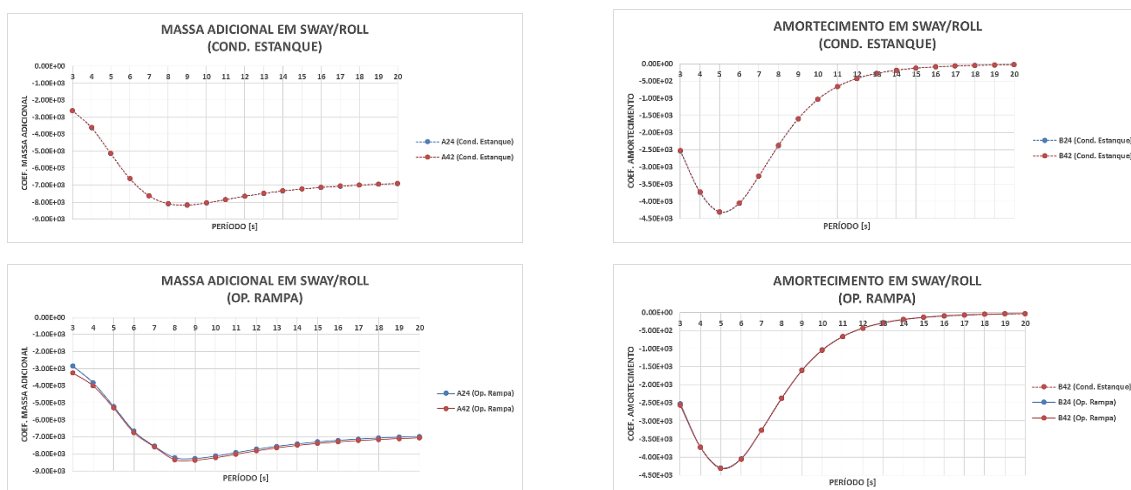 MASSA ADICIONAL EM SWAY/ROLL
(COND. ESTANQUE)
0.00E+00
3 4 5 6 7 8 9 10 11 12 13 14 15 16 17 18 19 20
-1.00E+03
-2.00E+03
-3.00E+03
-4.00E+03
-5.00E+03
-6.00E+03
-7.00E+03
-8.00E+03
-9.00E+03
COEF. MASSA ADICIONAL
PERÍODO [s]
A24 (Cond. Estanque)
A42 (Cond. Estanque)
AMORTECIMENTO EM SWAY/ROLL
(COND. ESTANQUE)
0.00E+00
3 4 5 6 7 8 9 10 11 12 13 14 15 16 17 18 19 20
-5.00E+02
-1.00E+03
-1.50E+03
-2.00E+03
-2.50E+03
-3.00E+03
-3.50E+03
-4.00E+03
-4.50E+03
COEF. AMORTECIMENTO
PERÍODO [s]
B24 (Cond. Estanque)
B42 (Cond. Estanque)
MASSA ADICIONAL EM SWAY/ROLL
(OP. RAMPA)
0.00E+00
3 4 5 6 7 8 9 10 11 12 13 14 15 16 17 18 19 20
-1.00E+03
-2.00E+03
-3.00E+03
-4.00E+03
-5.00E+03
-6.00E+03
-7.00E+03
-8.00E+03
-9.00E+03
COEF. MASSA ADICIONAL
PERÍODO [s]
A24 (Op. Rampa)
A42 (Op. Rampa)
AMORTECIMENTO EM SWAY/ROLL
(OP. RAMPA)
0.00E+00
3 4 5 6 7 8 9 10 11 12 13 14 15 16 17 18 19 20
-5.00E+02
-1.00E+03
-1.50E+03
-2.00E+03
-2.50E+03
-3.00E+03
-3.50E+03
-4.00E+03
-4.50E+03
COEF. AMORTECIMENTO
PERÍODO [s]
B42 (Cond. Estanque)
B24 (Op. Rampa)
B42 (Op. Rampa)